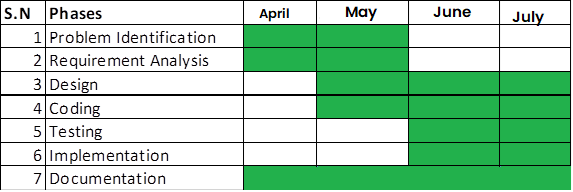 S.N Phases April May June July
1 Problem Identification
2 Requirement Analysis
3 Design
4 Coding
5 Testing
6 Implementation
7 Documentation